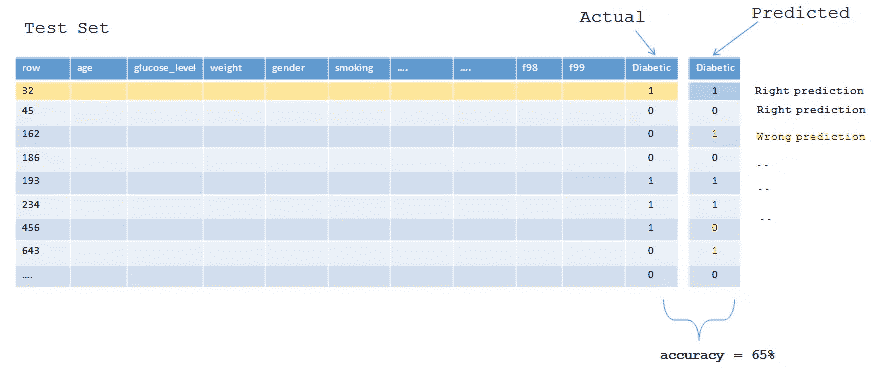 Test Set
Actual
Predicted
row age glucose_level weight gender smoking .... .... f98 f99 Diabetic Diabetic
32 1 1 Right prediction
45 0 0 Right prediction
162 0 1 Wrong prediction
186 0 0 --
193 1 1 --
234 1 1
456 1 0 --
643 0 1
.... 0 0
accuracy = 65%